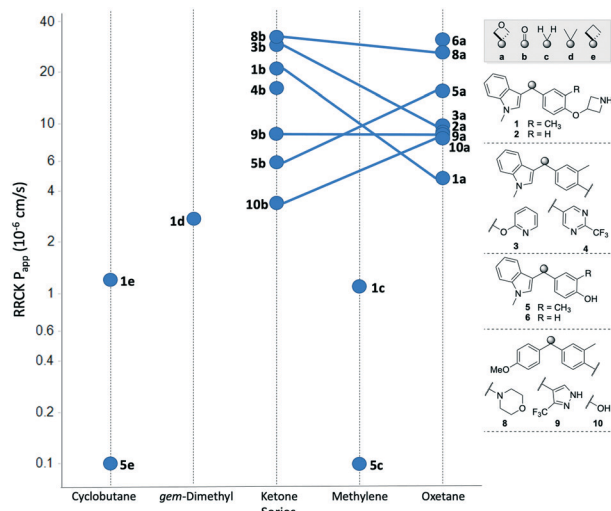 RRCK Papp (10-6 cm/s)
40
20
10
6
4
2
1
0.6
0.4
0.2
0.1
8b
3b
1b
4b
9b
5b
10b
1d
1e
5e
1c
5c
6a
8a
5a
3a
2a
9a
10a
1a
Cyclobutane gem-Dimethyl Ketone Methylene Oxetane
Series
O O H H
a b c d e
N
R
O
NH
1 R = CH3
2 R = H
N
O N
N
N CF3
3 4
N
R
OH
5 R = CH3
6 R = H
MeO
N
O
NH
N
F3C
OH
8 9 10